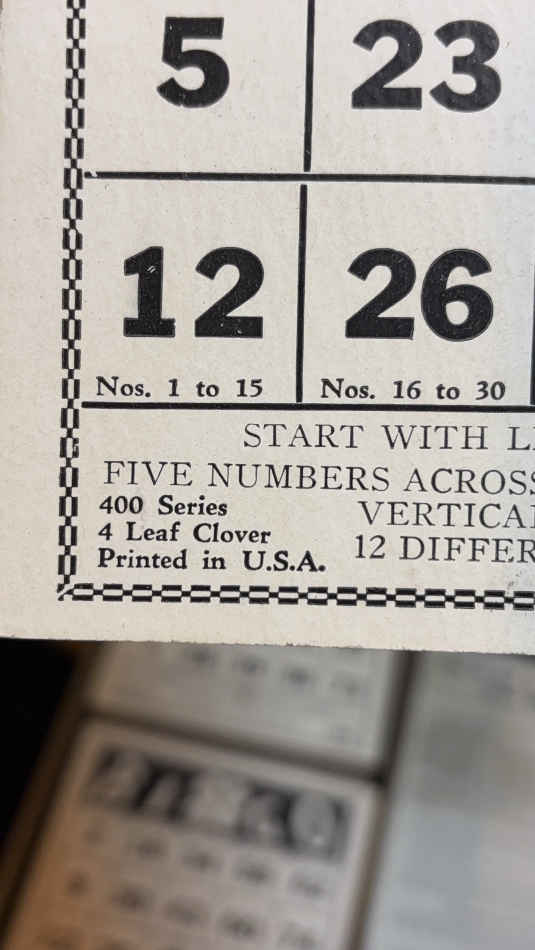 5 23
12 26
Nos. 1 to 15 Nos. 16 to 30
START WITH
FIVE NUMBERS ACROSS
400 Series
VERTICAL
4 Leaf Clover
12 DIFFER
Printed in U.S.A.